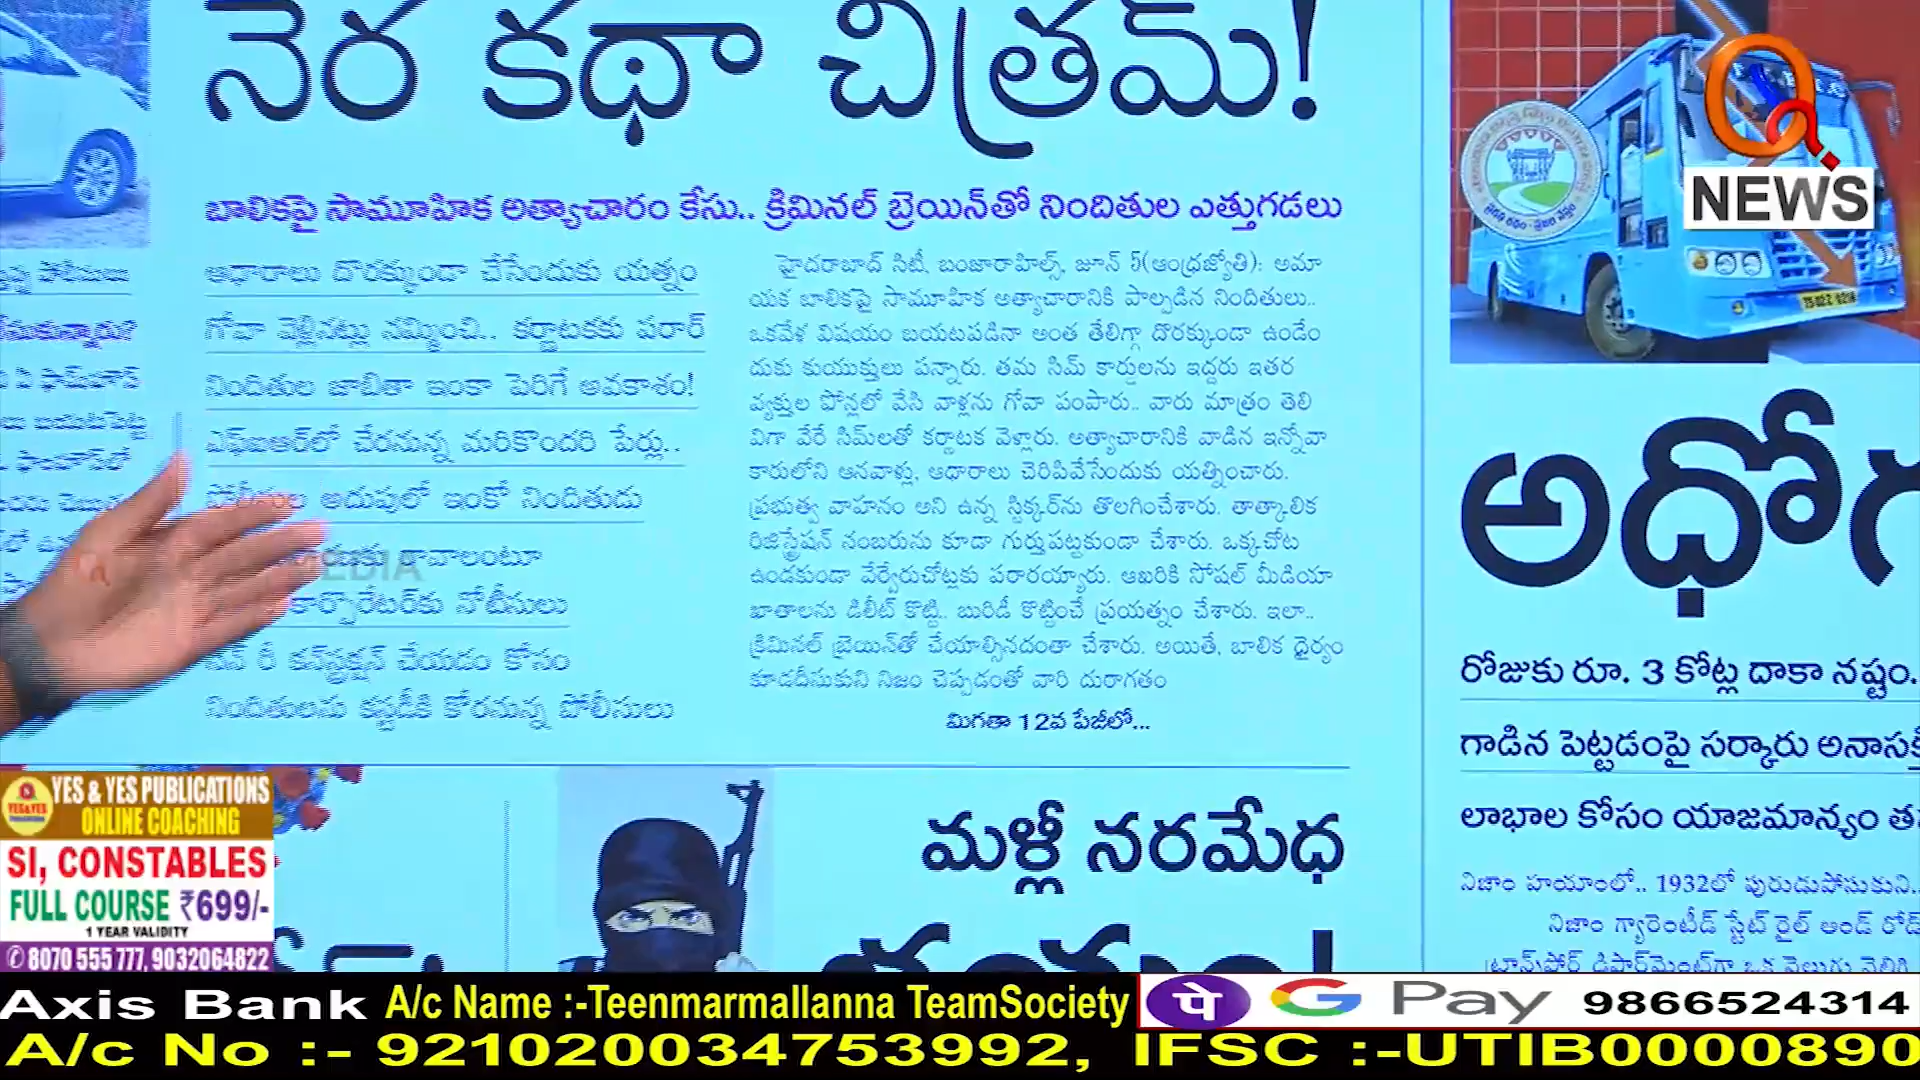 నేర కథా చిత్రమ్!
బాలికపై సామూహిక అత్యాచారం కేసు.. క్రిమినల్ బ్రెయిన్‌తో నిందితుల ఎత్తుగడలు
ఆధారాలు దొరక్కుండా చేసేందుకు యత్నం
గోవా వెళ్లినట్లు నమ్మించి.. కర్ణాటకకు పరార్
నిందితుల జాబితా ఇంకా పెరిగే అవకాశం!
ఎఫ్ఐఆర్‌లో చేరనున్న మరికొందరి పేర్లు..
పోలీసుల అదుపులో ఇంకో నిందితుడు
కావాలంటూ
కార్పొరేటర్‌కు నోటీసులు
సీన్ రీ కన్‌స్ట్రక్షన్ చేయడం కోసం
నిందితులను కస్టడీకి కోరనున్న పోలీసులు
హైదరాబాద్ సిటీ, బంజారాహిల్స్, జూన్ 5(ఆంధ్రజ్యోతి): అమా
యక బాలికపై సామూహిక అత్యాచారానికి పాల్పడిన నిందితులు..
ఒకవేళ విషయం బయటపడినా అంత తేలిగ్గా దొరక్కుండా ఉండేం
దుకు కుయుక్తులు పన్నారు. తమ సిమ్ కార్డులను ఇద్దరు ఇతర
వ్యక్తుల ఫోన్లలో వేసి వాళ్లను గోవా పంపారు.. వారు మాత్రం తెలి
విగా వేరే సిమ్‌లతో కర్ణాటక వెళ్లారు. అత్యాచారానికి వాడిన ఇన్నోవా
కారులోని ఆనవాళ్లు, ఆధారాలు చెరిపివేసేందుకు యత్నించారు.
ప్రభుత్వ వాహనం అని ఉన్న స్టిక్కర్‌ను తొలగించేశారు. తాత్కాలిక
రిజిస్ట్రేషన్ నంబరును కూడా గుర్తుపట్టకుండా చేశారు. ఒక్కచోట
ఉండకుండా వేర్వేరుచోట్లకు పరారయ్యారు. ఆఖరికి సోషల్ మీడియా
ఖాతాలను డిలీట్ కొట్టి.. బురిడీ కొట్టించే ప్రయత్నం చేశారు. ఇలా..
క్రిమినల్ బ్రెయిన్‌తో చేయాల్సినదంతా చేశారు. అయితే, బాలిక ధైర్యం
కూడదీసుకుని నిజం చెప్పడంతో వారి దురాగతం
మిగతా 12వ పేజీలో...
మళ్లీ నరమేధ
Q
NEWS
అధోగ
రోజుకు రూ. 3 కోట్ల దాకా నష్టం.
గాడిన పెట్టడంపై సర్కారు అనాసక్తి
లాభాల కోసం యాజమాన్యం
నిజాం హయాంలో.. 1932లో పురుడుపోసుకుని..
నిజాం గ్యారెంటీడ్ స్టేట్ రైల్ అండ్ రోడ్
ట్రాన్స్‌పోర్ట్ డిపార్ట్‌మెంట్‌గా ఒక వెలుగు వెలిగి
YES & YES PUBLICATIONS
ONLINE COACHING
SI, CONSTABLES
FULL COURSE ₹699/-
1 YEAR VALIDITY
8070 555 777, 9032064822
Axis Bank A/c Name :-Teenmarmallanna TeamSociety
पे G Pay 9866524314
A/c No :- 921020034753992, IFSC :-UTIB0000890